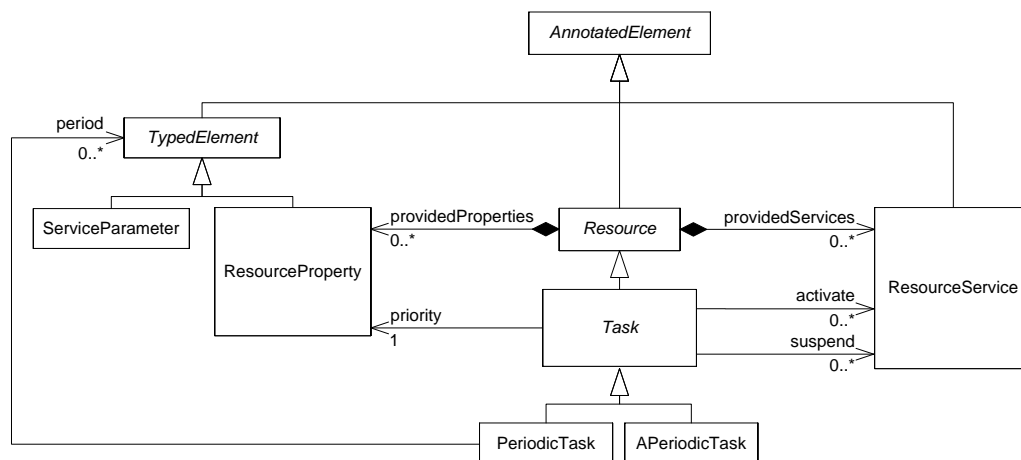 AnnotatedElement
period
TypedElement
0..*
ServiceParameter
providedProperties
Resource
providedServices
0..*
0..*
ResourceProperty
ResourceService
priority
Task
activate
1
0..*
suspend
0..*
PeriodicTask
APeriodicTask